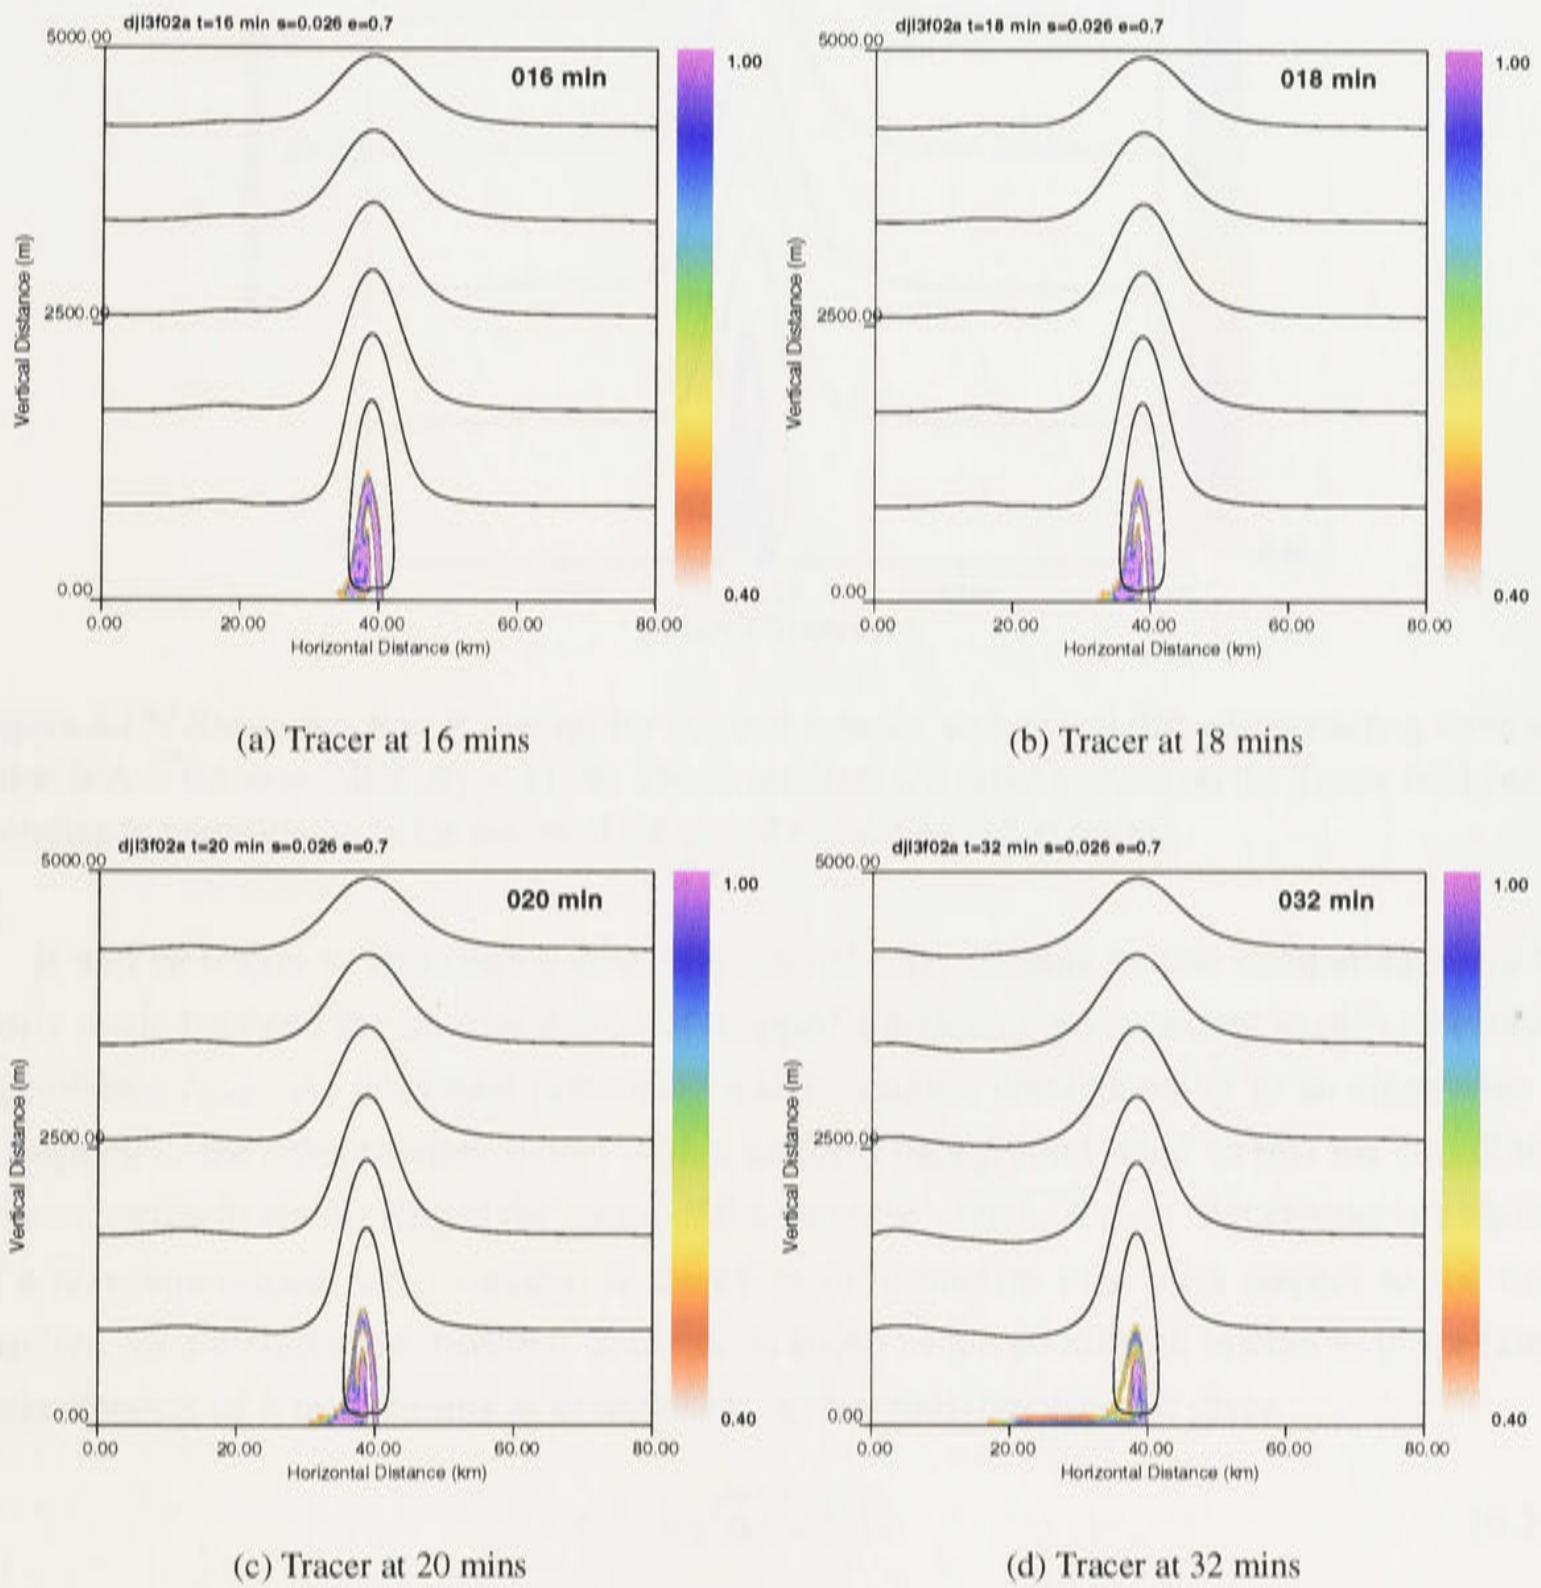 djl3f02a t=16 min s=0.026 e=0.7
5000.00
016 min
1.00
Vertical Distance (m)
2500.00
0.00
0.40
0.00 20.00 40.00 60.00 80.00
Horizontal Distance (km)
(a) Tracer at 16 mins
djl3f02a t=18 min s=0.026 e=0.7
5000.00
018 min
1.00
Vertical Distance (m)
2500.00
0.00
0.40
0.00 20.00 40.00 60.00 80.00
Horizontal Distance (km)
(b) Tracer at 18 mins
djl3f02a t=20 min s=0.026 e=0.7
5000.00
020 min
1.00
Vertical Distance (m)
2500.00
0.00
0.40
0.00 20.00 40.00 60.00 80.00
Horizontal Distance (km)
(c) Tracer at 20 mins
djl3f02a t=32 min s=0.026 e=0.7
5000.00
032 min
1.00
Vertical Distance (m)
2500.00
0.00
0.40
0.00 20.00 40.00 60.00 80.00
Horizontal Distance (km)
(d) Tracer at 32 mins